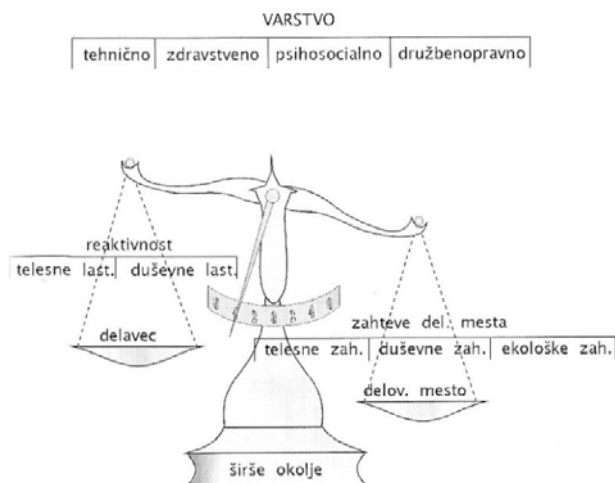 VARSTVO
tehnično zdravstveno psihosocialno družbenopravno
reaktivnost
telesne last. duševne last.
delavec
zahteve del. mesta
telesne zah. duševne zah. ekološke zah.
delov. mesto
širše okolje